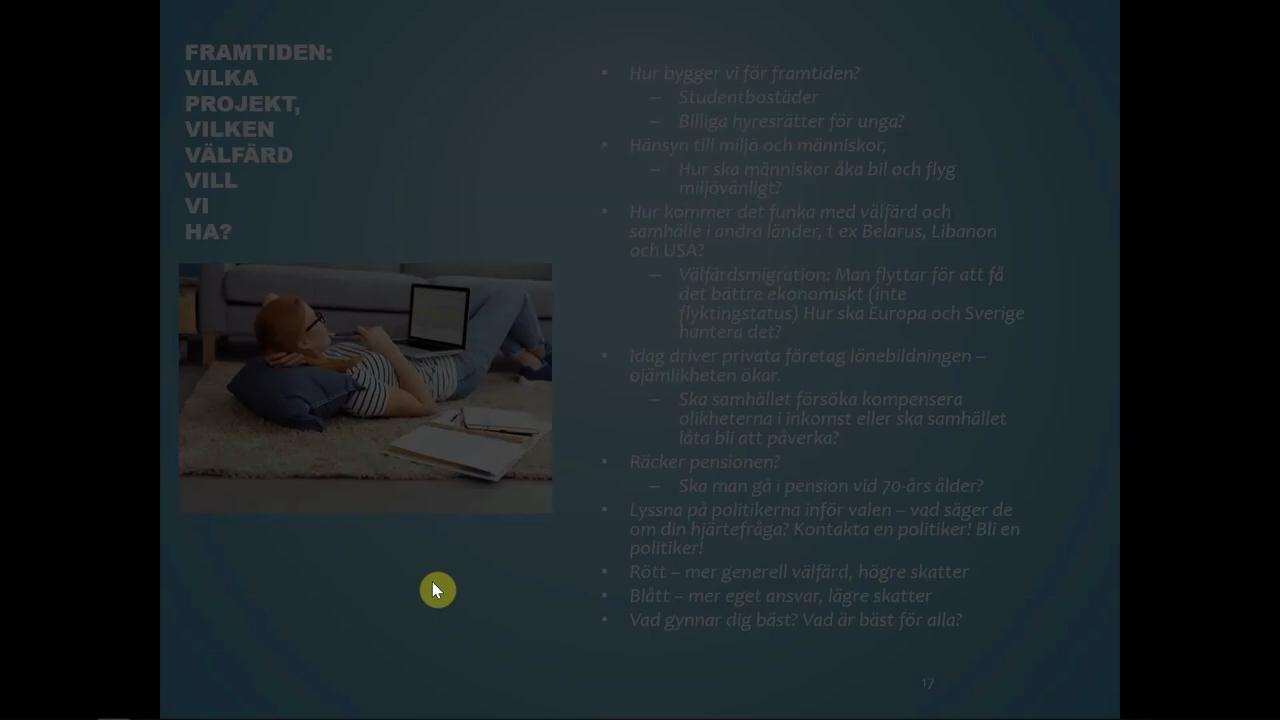 FRAMTIDEN:
VILKA
PROJEKT,
VILKEN
VÄLFÄRD
VILL
VI
HA?
• Hur bygger vi för framtiden?
– Studentbostäder
– Billiga hyresrätter för unga?
• Hänsyn till miljö och människor,
– Hur ska människor åka bil och flyg
miljövänligt?
• Hur kommer det funka med välfärd och
samhälle i andra länder, t ex Belarus, Libanon
och USA?
– Välfärdsmigration: Man flyttar för att få
det bättre ekonomiskt (inte
flyktingstatus) Hur ska Europa och Sverige
hantera det?
• Idag driver privata företag lönebildningen –
ojämlikheten ökar.
– Ska samhället försöka kompensera
olikheterna i inkomst eller ska samhället
låta bli att påverka?
• Räcker pensionen?
– Ska man gå i pension vid 70-års ålder?
• Lyssna på politikerna inför valen – vad säger de
om din hjärtefråga? Kontakta en politiker! Bli en
politiker!
• Rött – mer generell välfärd, högre skatter
• Blått – mer eget ansvar, lägre skatter
• Vad gynnar dig bäst? Vad är bäst för alla?
17